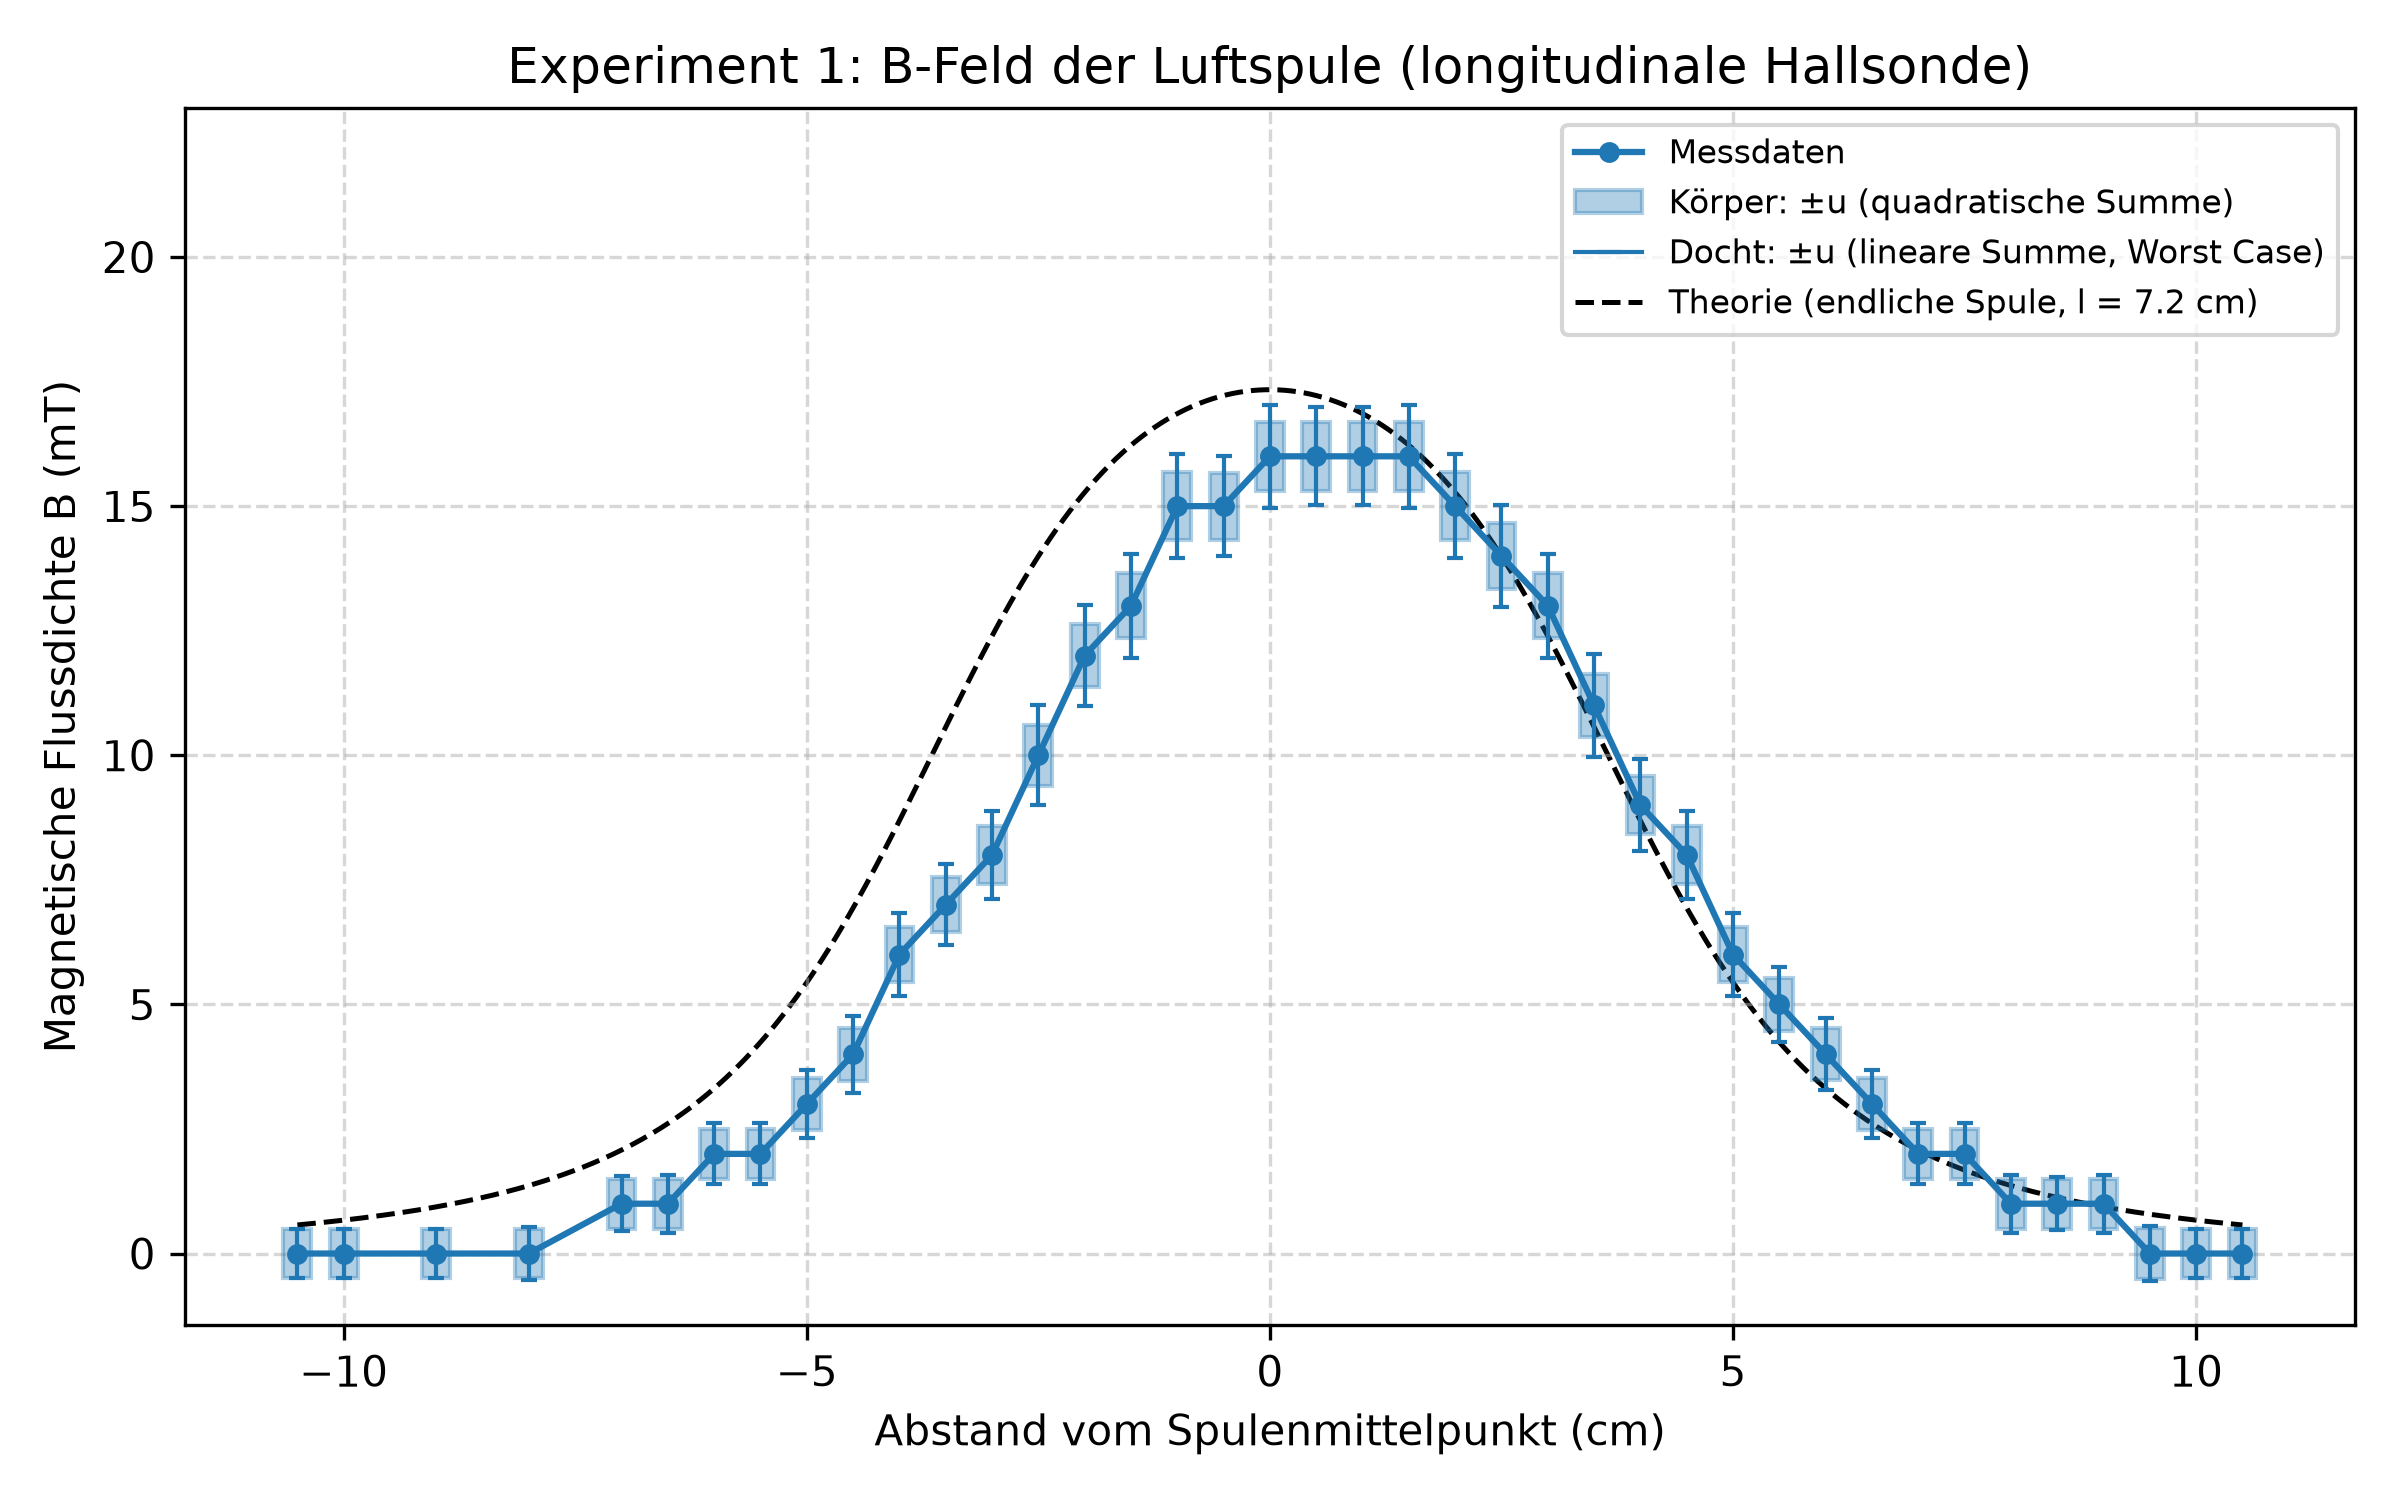 Experiment 1: B-Feld der Luftspule (longitudinale Hallsonde)
Messdaten
Körper: ±u (quadratische Summe)
Docht: ±u (lineare Summe, Worst Case)
Theorie (endliche Spule, l = 7.2 cm)
Magnetische Flussdichte B (mT)
20
15
10
5
0
−10
−5
0
5
10
Abstand vom Spulenmittelpunkt (cm)